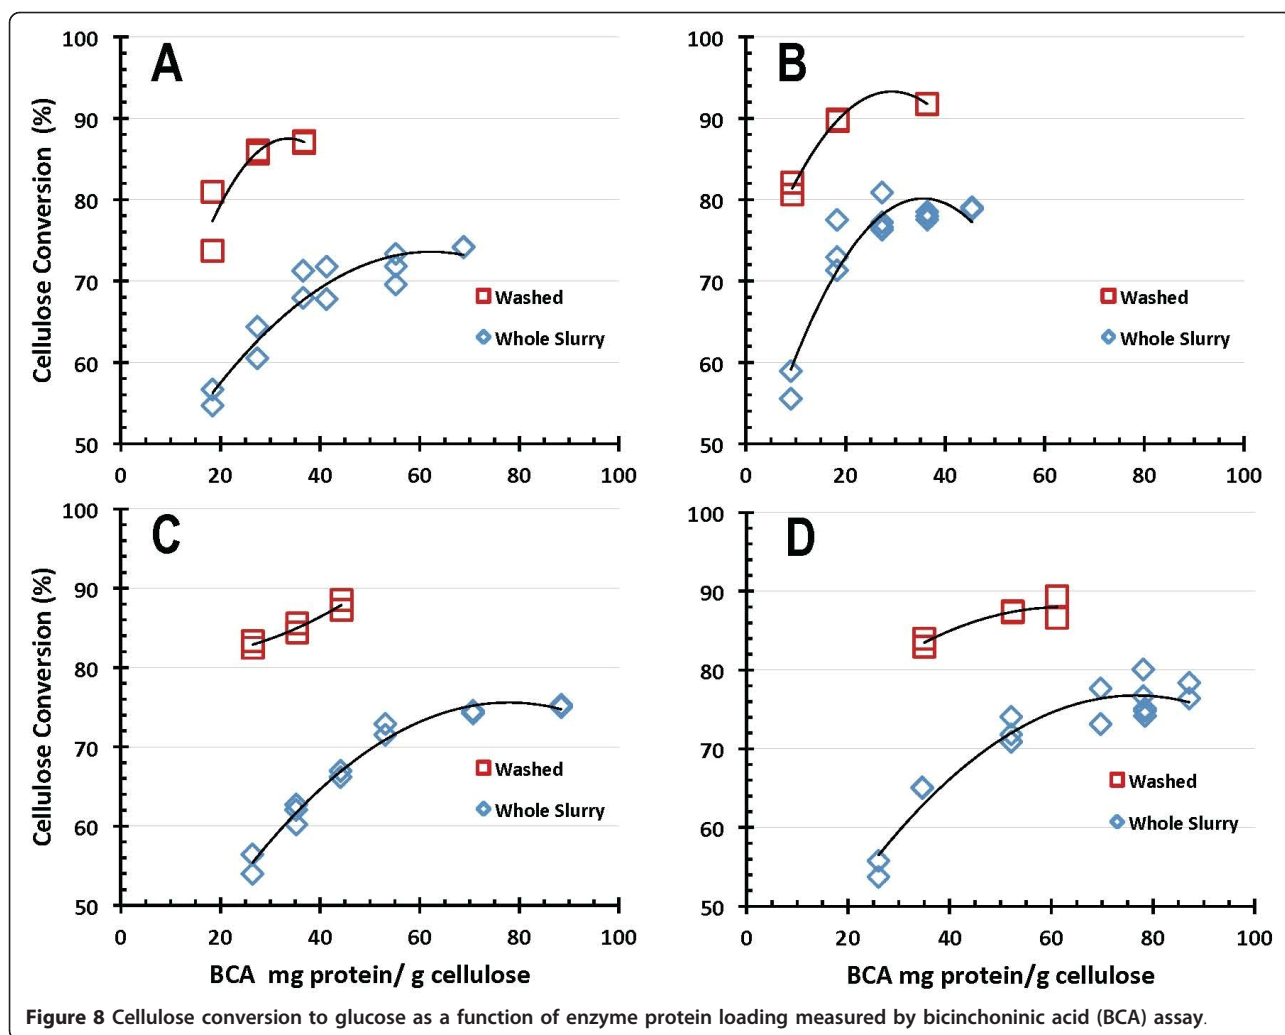 A
Cellulose Conversion (%)
100
90
80
70
60
50
0 20 40 60 80 100
Washed
Whole Slurry
B
100
90
80
70
60
50
0 20 40 60 80 100
Washed
Whole Slurry
C
Cellulose Conversion (%)
100
90
80
70
60
50
0 20 40 60 80 100
BCA mg protein/ g cellulose
Washed
Whole Slurry
D
100
90
80
70
60
50
0 20 40 60 80 100
BCA mg protein/g cellulose
Washed
Whole Slurry
Figure 8 Cellulose conversion to glucose as a function of enzyme protein loading measured by bicinchoninic acid (BCA) assay.